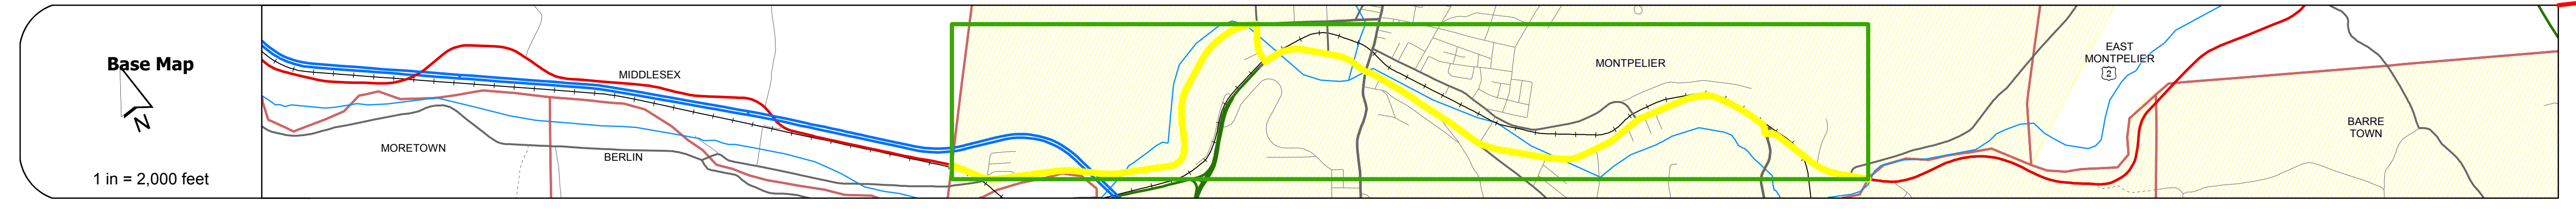 Base Map
N
1 in = 2,000 feet
MIDDLESEX
MORETOWN
BERLIN
MONTPELIER
EAST
MONTPELIER
2
BARRE
TOWN